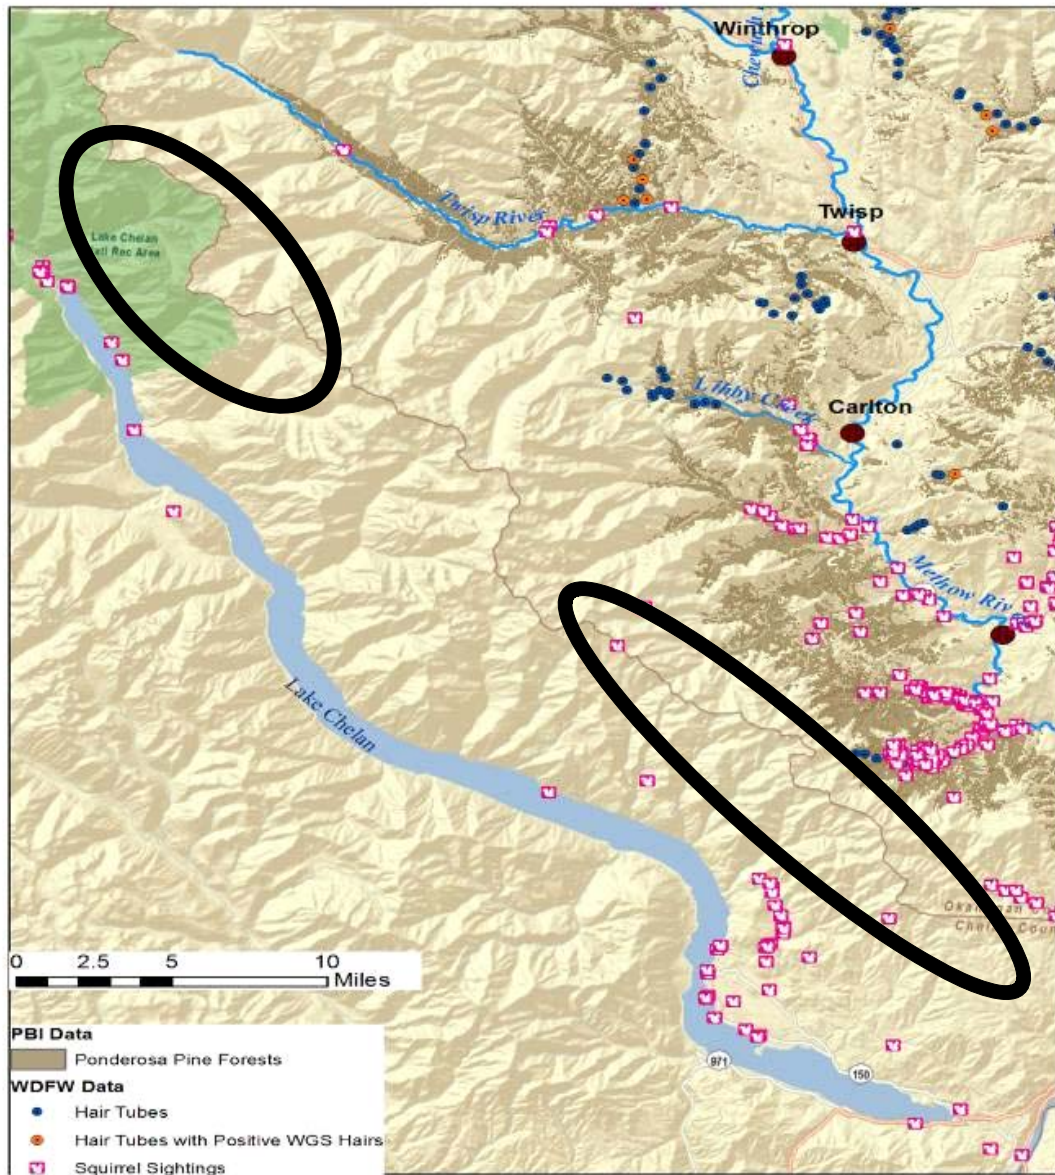 Winthrop
Twisp River
Twisp
Lake Chelan
Rec Area
Libby Creek
Carlton
Methow Riv
Lake Chelan
0 2.5 5 10
Miles
971
150
PBI Data
Ponderosa Pine Forests
WDFW Data
Hair Tubes
Hair Tubes with Positive WGS Hairs
Squirrel Sightings